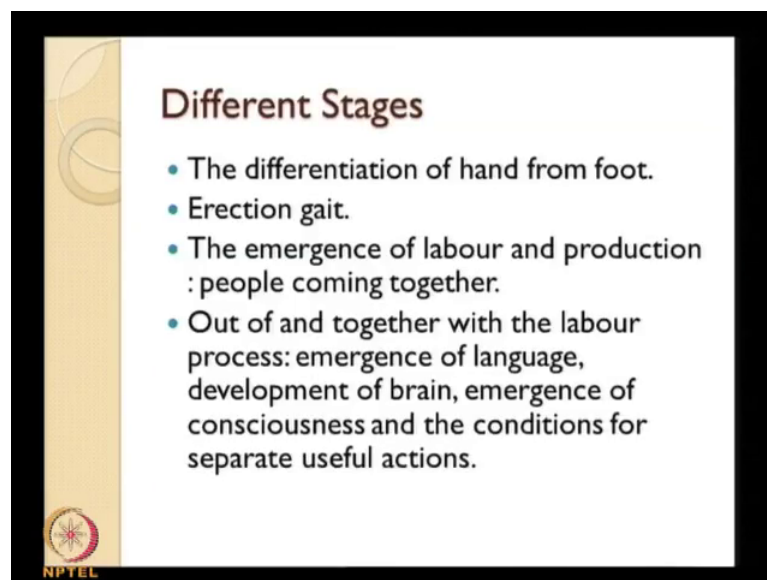 Different Stages
The differentiation of hand from foot.
Erection gait.
The emergence of labour and production
: people coming together.
Out of and together with the labour
process: emergence of language,
development of brain, emergence of
consciousness and the conditions for
separate useful actions.
NPTEL